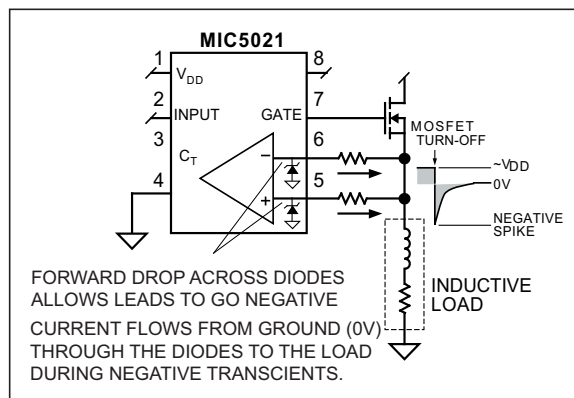 MIC5021
1
8
V_DD
2
7
INPUT
GATE
MOSFET
TURN-OFF
3
6
C_T
−
~V_DD
4
5
0V
+
NEGATIVE
SPIKE
FORWARD DROP ACROSS DIODES
ALLOWS LEADS TO GO NEGATIVE
INDUCTIVE
LOAD
CURRENT FLOWS FROM GROUND (0V)
THROUGH THE DIODES TO THE LOAD
DURING NEGATIVE TRANSCIENTS.